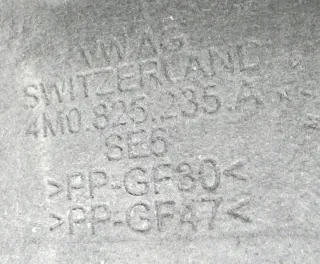 VW AG
SWITZERLAND
4M0.825.235.A
SE6
>PP-GF30<
>PP-GF47<